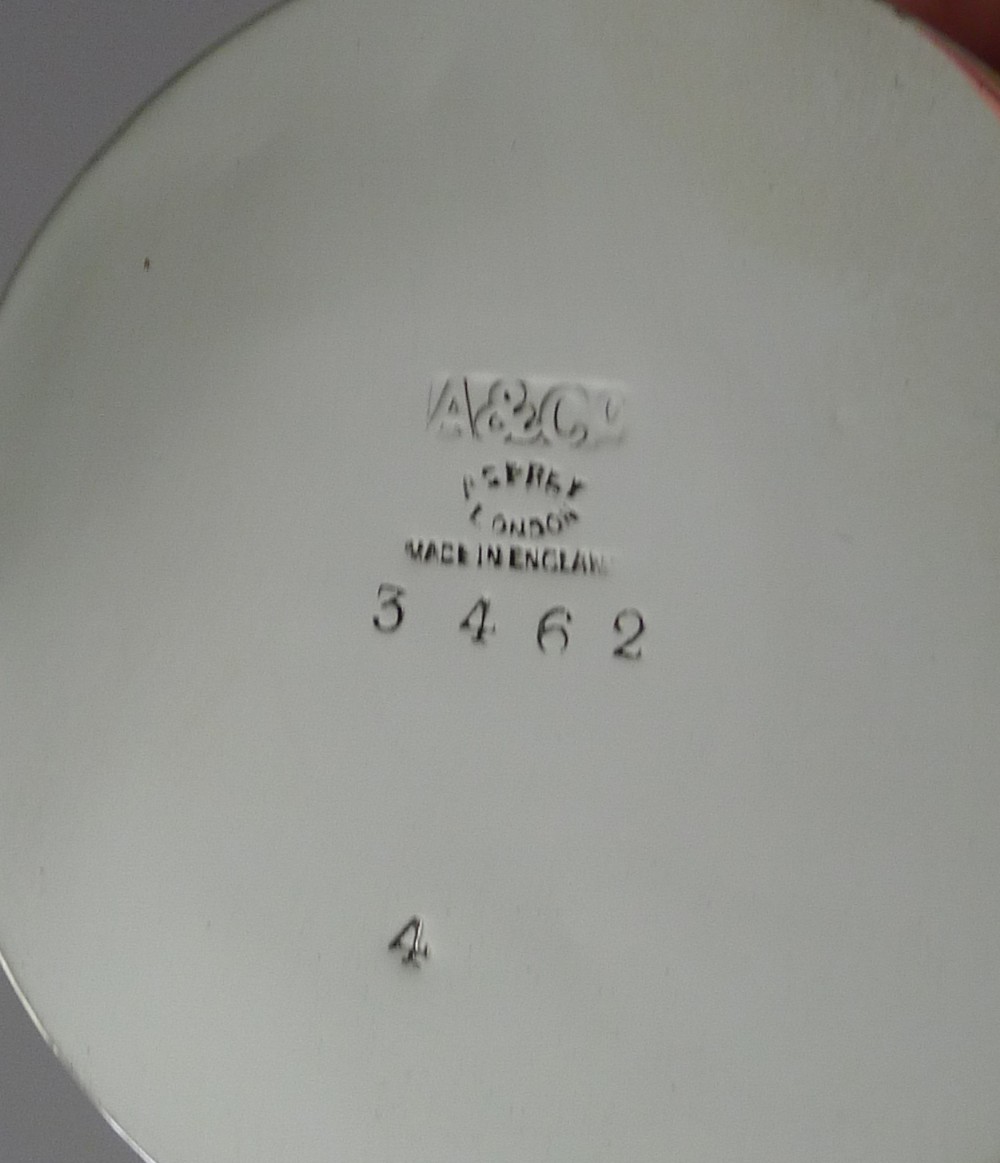 A&Co
ASPREY
LONDON
MADE IN ENGLAND
3 4 6 2
4